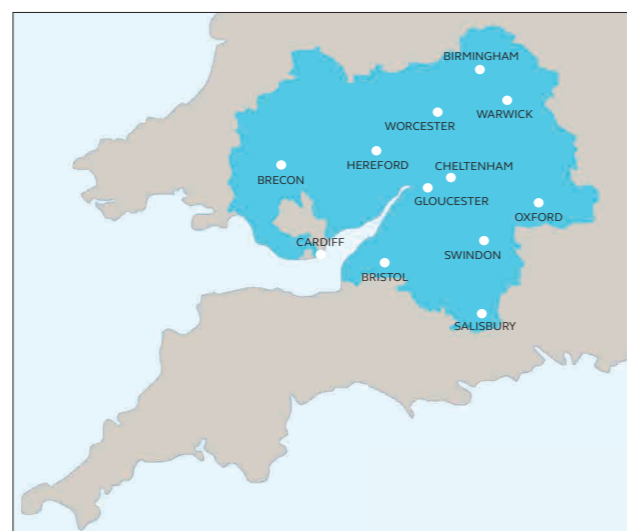 BIRMINGHAM
WARWICK
WORCESTER
HEREFORD
CHELTENHAM
BRECON
GLOUCESTER
OXFORD
CARDIFF
SWINDON
BRISTOL
SALISBURY